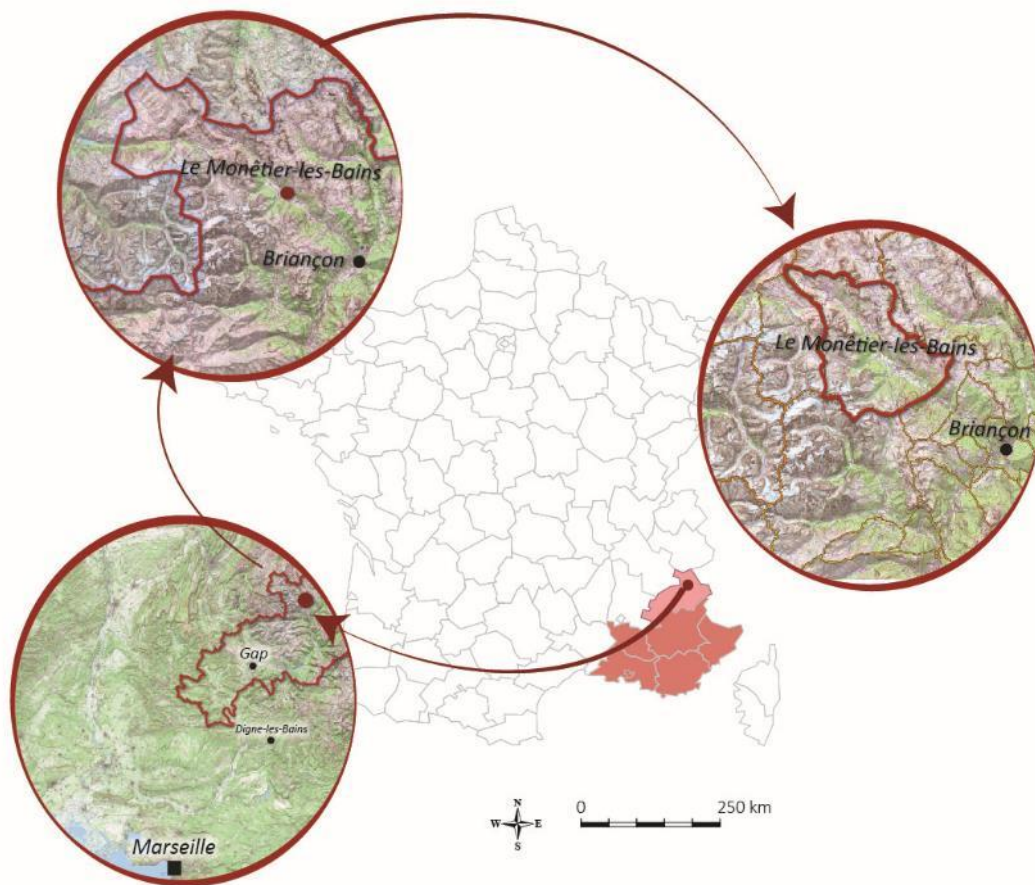 Le Monêtier-les-Bains
Briançon
Le Monêtier-les-Bains
Briançon
Gap
Digne-les-Bains
Marseille
N
W E
S
0 250 km